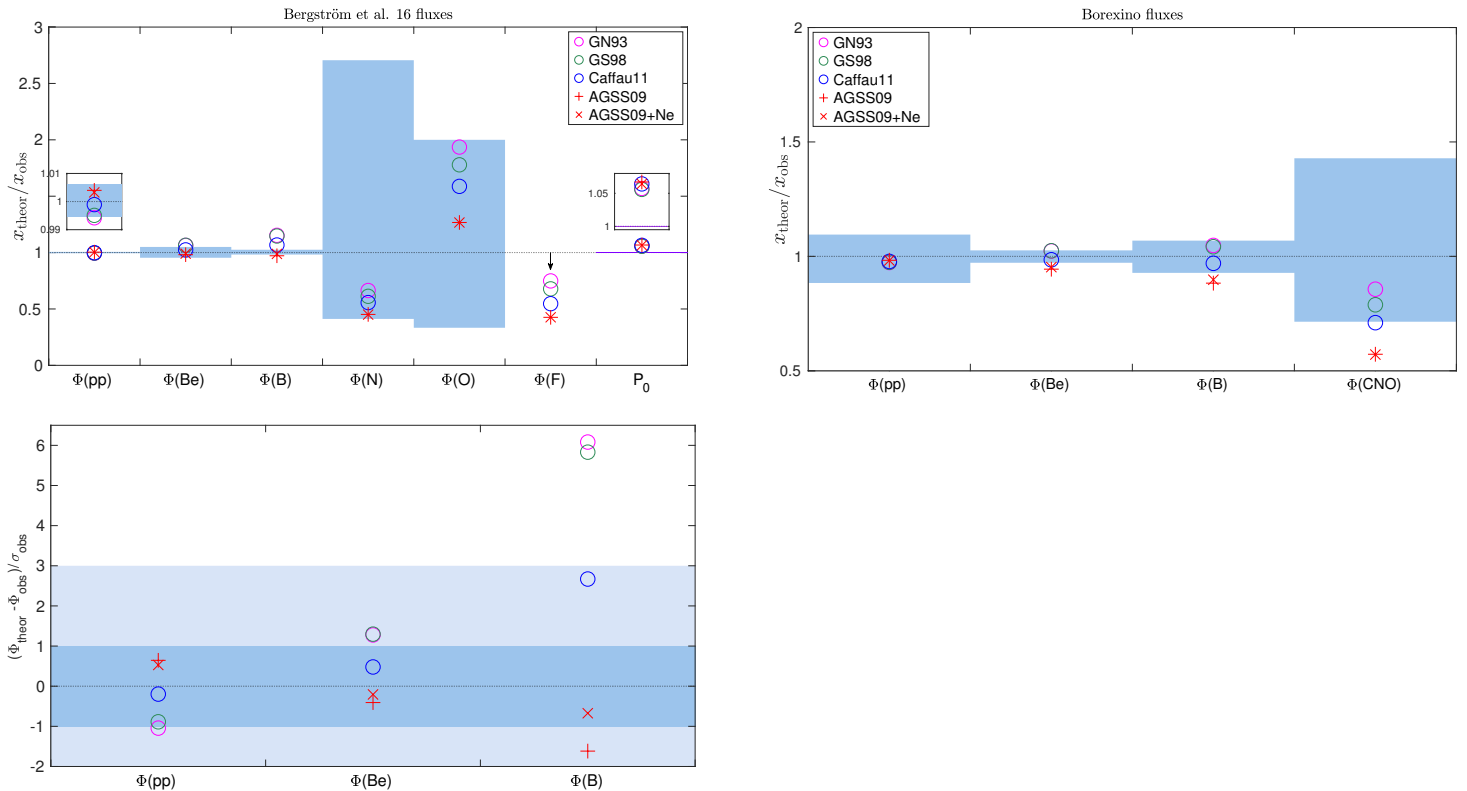 Bergström et al. 16 fluxes
3
2.5
2
1.5
1
0.5
0
x_theor/x_obs
GN93
GS98
Caffau11
AGSS09
AGSS09+Ne
1.01
1
0.99
1.05
1
Φ(pp) Φ(Be) Φ(B) Φ(N) Φ(O) Φ(F) P_0
Borexino fluxes
2
1.5
1
0.5
x_theor/x_obs
GN93
GS98
Caffau11
AGSS09
AGSS09+Ne
Φ(pp) Φ(Be) Φ(B) Φ(CNO)
6
5
4
3
2
1
0
-1
-2
(Φ_theor -Φ_obs)/σ_obs
Φ(pp) Φ(Be) Φ(B)